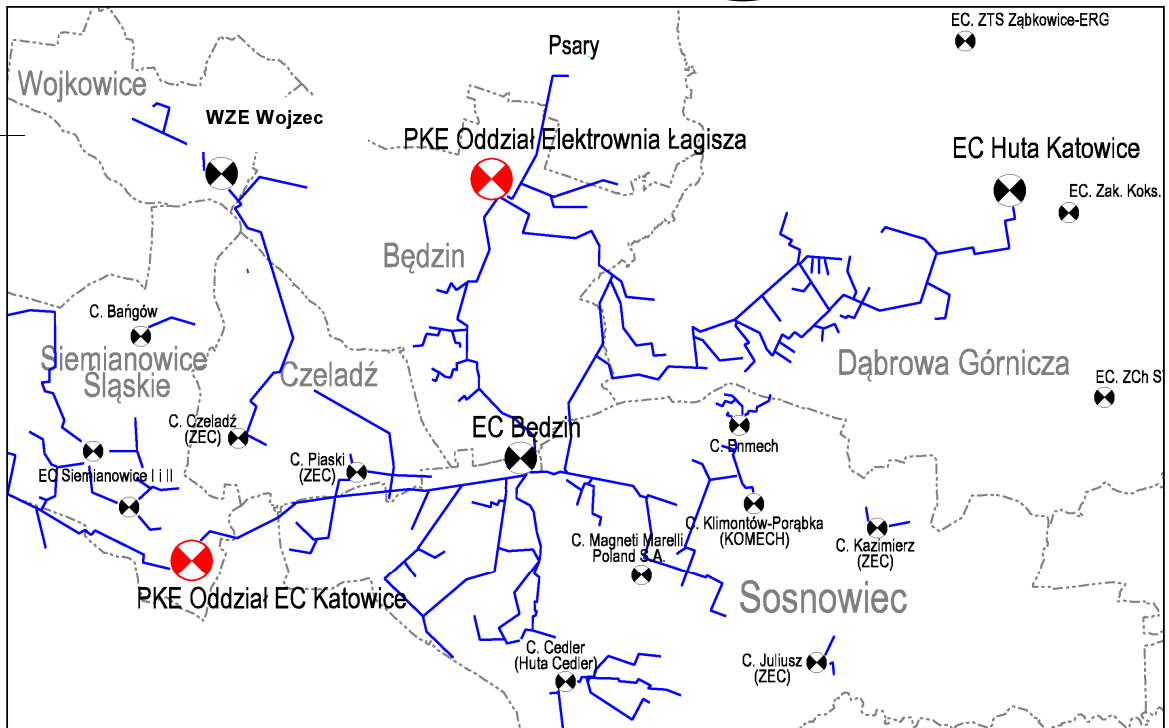 EC. ZTS Ząbkowice-ERG
Psary
Wojkowice
WZE Wojzec
PKE Oddział Elektrownia Łagisza
EC Huta Katowice
EC. Zak. Koks.
Będzin
C. Bańgów
Siemianowice
Śląskie
Czeladź
Dąbrowa Górnicza
EC. ZCh
C. Czeladź
(ZEC)
EC Będzin
C. Enmech
C. Piaski
(ZEC)
EC Siemianowice I i II
C. Klimontów-Porąbka
(KOMECH)
C. Magneti Marelli
Poland S.A.
C. Kazimierz
(ZEC)
PKE Oddział EC Katowice
Sosnowiec
C. Cedler
(Huta Cedler)
C. Juliusz
(ZEC)